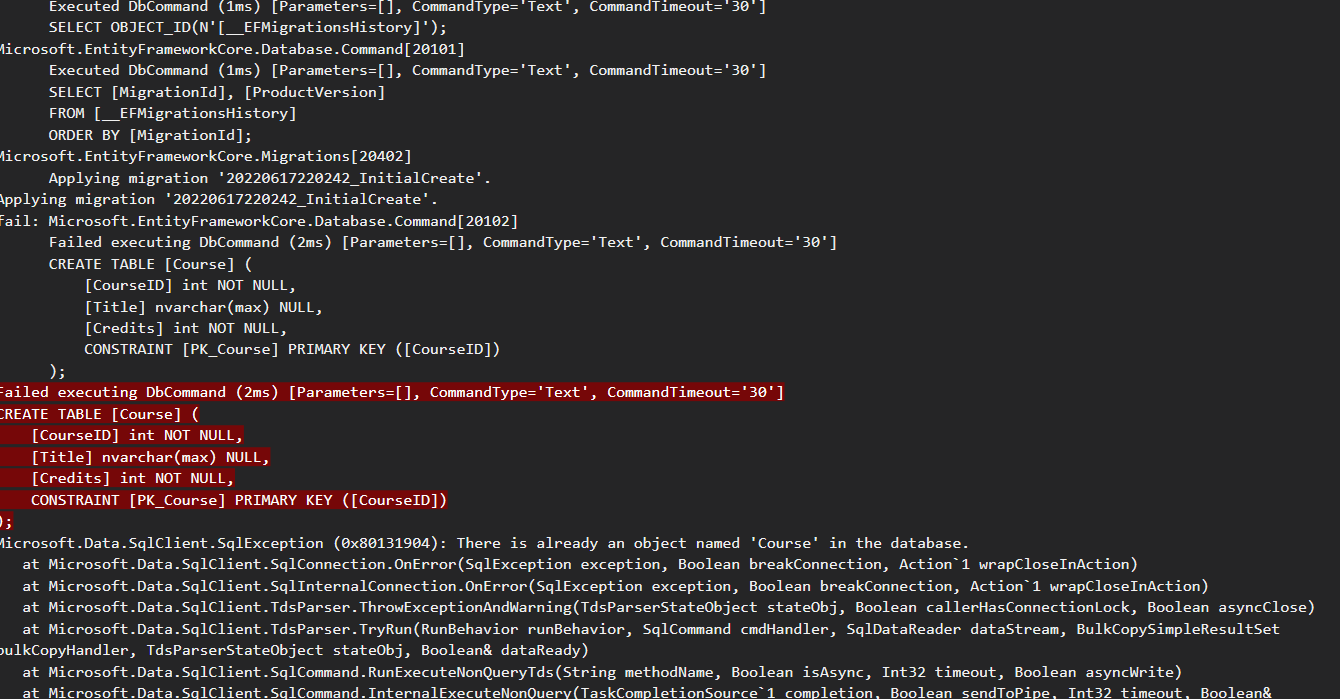 Executed DbCommand (1ms) [Parameters=[], CommandType='Text', CommandTimeout='30']
SELECT OBJECT_ID(N'[__EFMigrationsHistory]');
Microsoft.EntityFrameworkCore.Database.Command[20101]
Executed DbCommand (1ms) [Parameters=[], CommandType='Text', CommandTimeout='30']
SELECT [MigrationId], [ProductVersion]
FROM [__EFMigrationsHistory]
ORDER BY [MigrationId];
Microsoft.EntityFrameworkCore.Migrations[20402]
Applying migration '20220617220242_InitialCreate'.
Applying migration '20220617220242_InitialCreate'.
fail: Microsoft.EntityFrameworkCore.Database.Command[20102]
Failed executing DbCommand (2ms) [Parameters=[], CommandType='Text', CommandTimeout='30']
CREATE TABLE [Course] (
[CourseID] int NOT NULL,
[Title] nvarchar(max) NULL,
[Credits] int NOT NULL,
CONSTRAINT [PK_Course] PRIMARY KEY ([CourseID])
);
Failed executing DbCommand (2ms) [Parameters=[], CommandType='Text', CommandTimeout='30']
CREATE TABLE [Course] (
[CourseID] int NOT NULL,
[Title] nvarchar(max) NULL,
[Credits] int NOT NULL,
CONSTRAINT [PK_Course] PRIMARY KEY ([CourseID])
);
Microsoft.Data.SqlClient.SqlException (0x80131904): There is already an object named 'Course' in the database.
at Microsoft.Data.SqlClient.SqlConnection.OnError(SqlException exception, Boolean breakConnection, Action`1 wrapCloseInAction)
at Microsoft.Data.SqlClient.SqlInternalConnection.OnError(SqlException exception, Boolean breakConnection, Action`1 wrapCloseInAction)
at Microsoft.Data.SqlClient.TdsParser.ThrowExceptionAndWarning(TdsParserStateObject stateObj, Boolean callerHasConnectionLock, Boolean asyncClose)
at Microsoft.Data.SqlClient.TdsParser.TryRun(RunBehavior runBehavior, SqlCommand cmdHandler, SqlDataReader dataStream, BulkCopySimpleResultSet
bulkCopyHandler, TdsParserStateObject stateObj, Boolean& dataReady)
at Microsoft.Data.SqlClient.SqlCommand.RunExecuteNonQueryTds(String methodName, Boolean isAsync, Int32 timeout, Boolean asyncWrite)
at Microsoft.Data.SqlClient.SqlCommand.InternalExecuteNonQuery(TaskCompletionSource`1 completion, Boolean sendToPipe, Int32 timeout, Boolean&